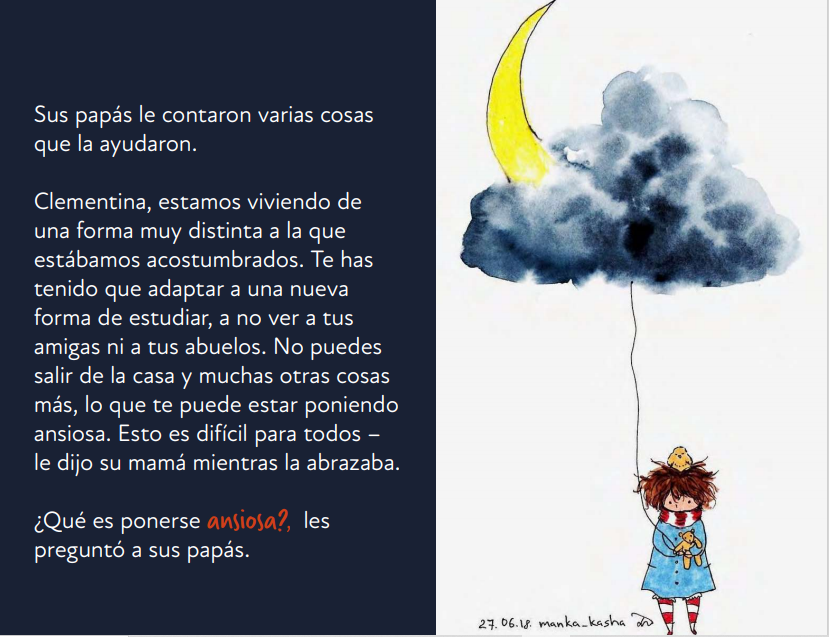 Sus papás le contaron varias cosas
que la ayudaron.
Clementina, estamos viviendo de
una forma muy distinta a la que
estábamos acostumbrados. Te has
tenido que adaptar a una nueva
forma de estudiar, a no ver a tus
amigas ni a tus abuelos. No puedes
salir de la casa y muchas otras cosas
más, lo que te puede estar poniendo
ansiosa. Esto es difícil para todos –
le dijo su mamá mientras la abrazaba.
¿Qué es ponerse ansiosa?, les
preguntó a sus papás.
27.06.18. manka_kasha